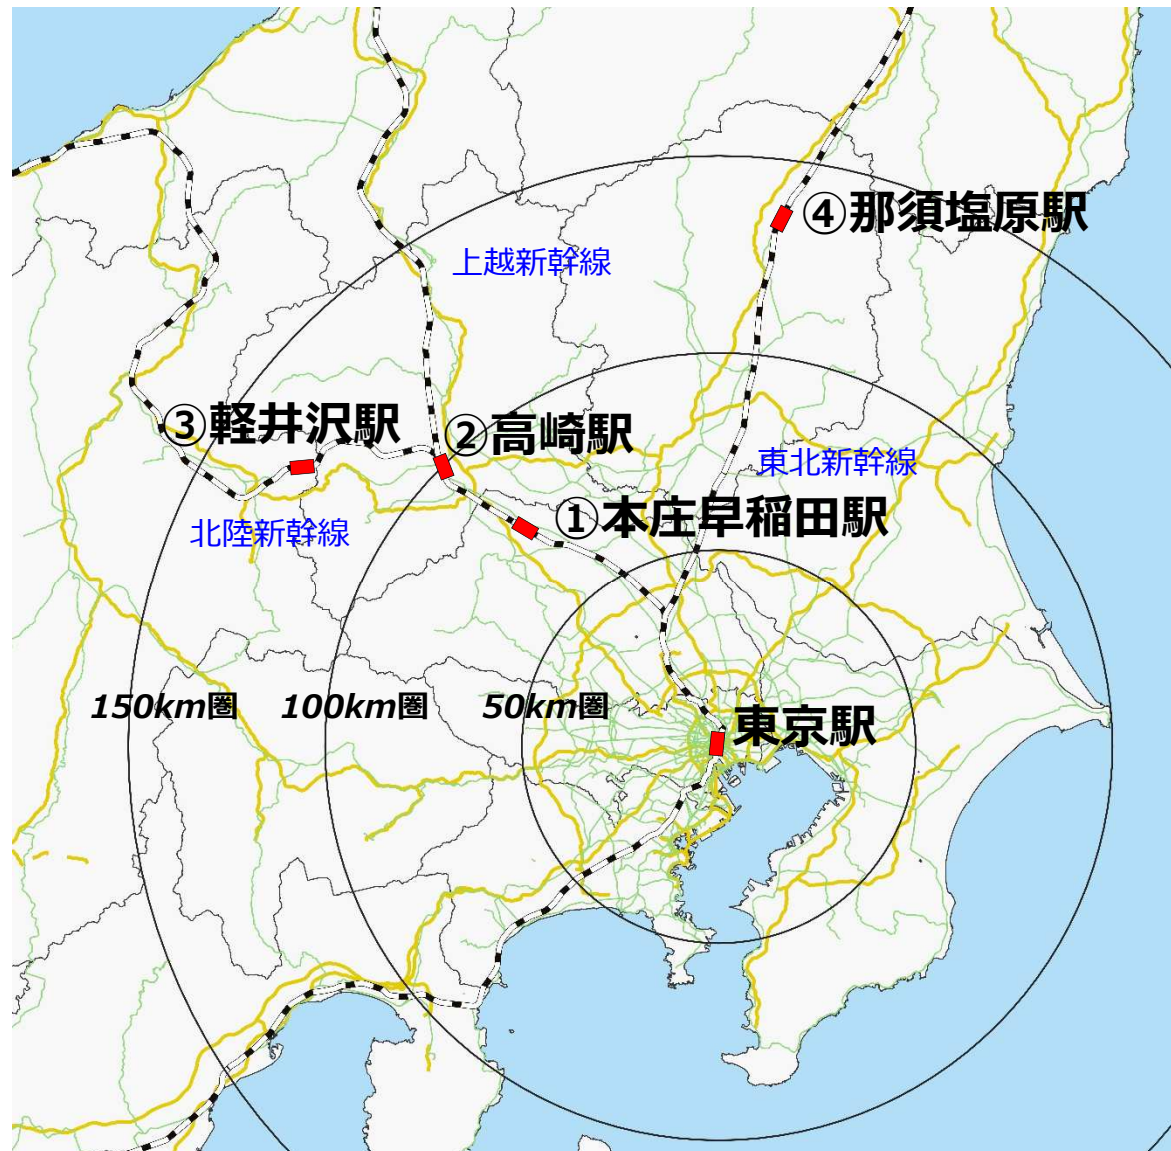 ④那須塩原駅
上越新幹線
③軽井沢駅
②高崎駅
東北新幹線
①本庄早稲田駅
北陸新幹線
150km圏
100km圏
50km圏
東京駅